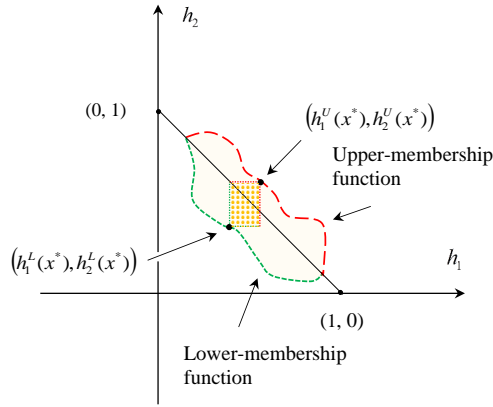 h₂
(0, 1)
(h₁ᵁ(x*), h₂ᵁ(x*))
Upper-membership
function
(h₁ᴸ(x*), h₂ᴸ(x*))
h₁
(1, 0)
Lower-membership
function